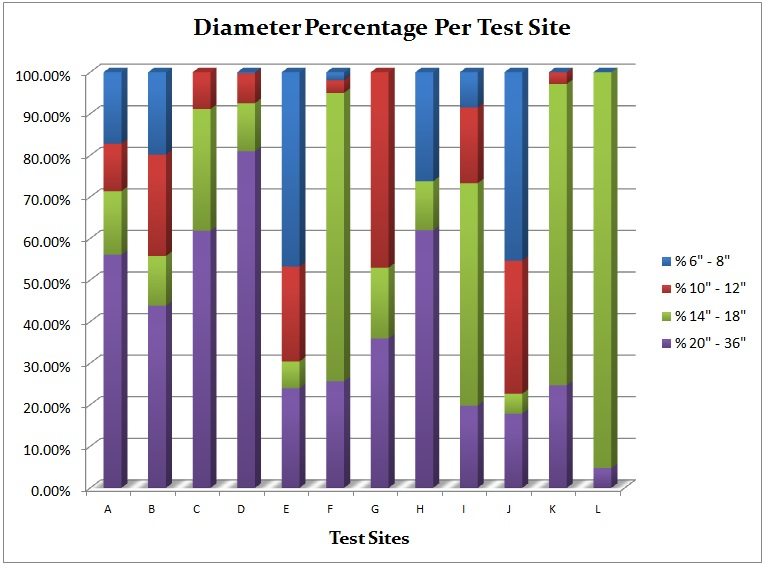 Diameter Percentage Per Test Site
100.00%
90.00%
80.00%
70.00%
60.00%
50.00%
40.00%
30.00%
20.00%
10.00%
0.00%
A B C D E F G H I J K L
Test Sites
% 6" - 8"
% 10" - 12"
% 14" - 18"
% 20" - 36"